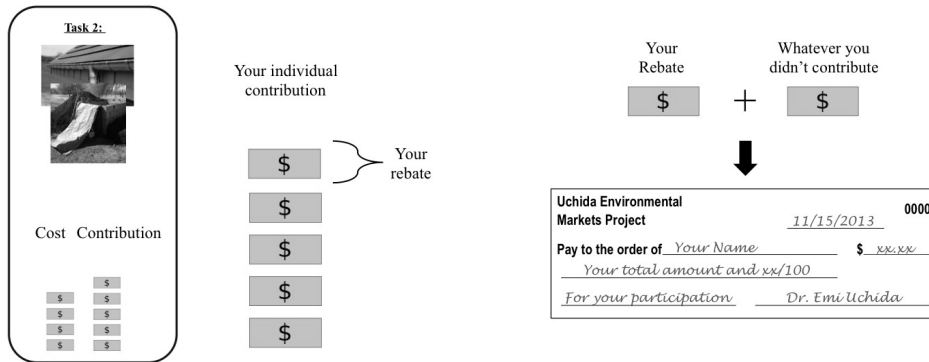 Task 2:
Cost Contribution
$
$ $
$ $
$ $
$ $
Your individual
contribution
$
$
$
$
$
Your
rebate
Your
Rebate
$
+
Whatever you
didn't contribute
$
Uchida Environmental
Markets Project
11/15/2013
0000
Pay to the order of Your Name $ xx.xx
Your total amount and xx/100
For your participation Dr. Emi Uchida